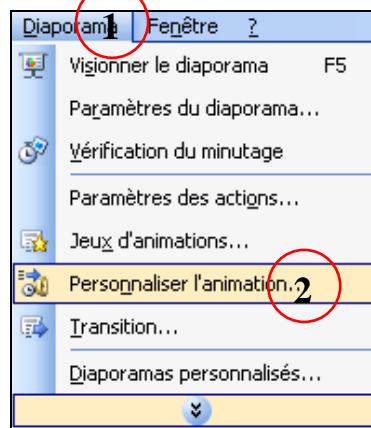 Diaporama Fenêtre ?
1
Visionner le diaporama F5
Paramètres du diaporama...
Vérification du minutage
Paramètres des actions...
Jeux d'animations...
Personnaliser l'animation...
2
Transition...
Diaporamas personnalisés...